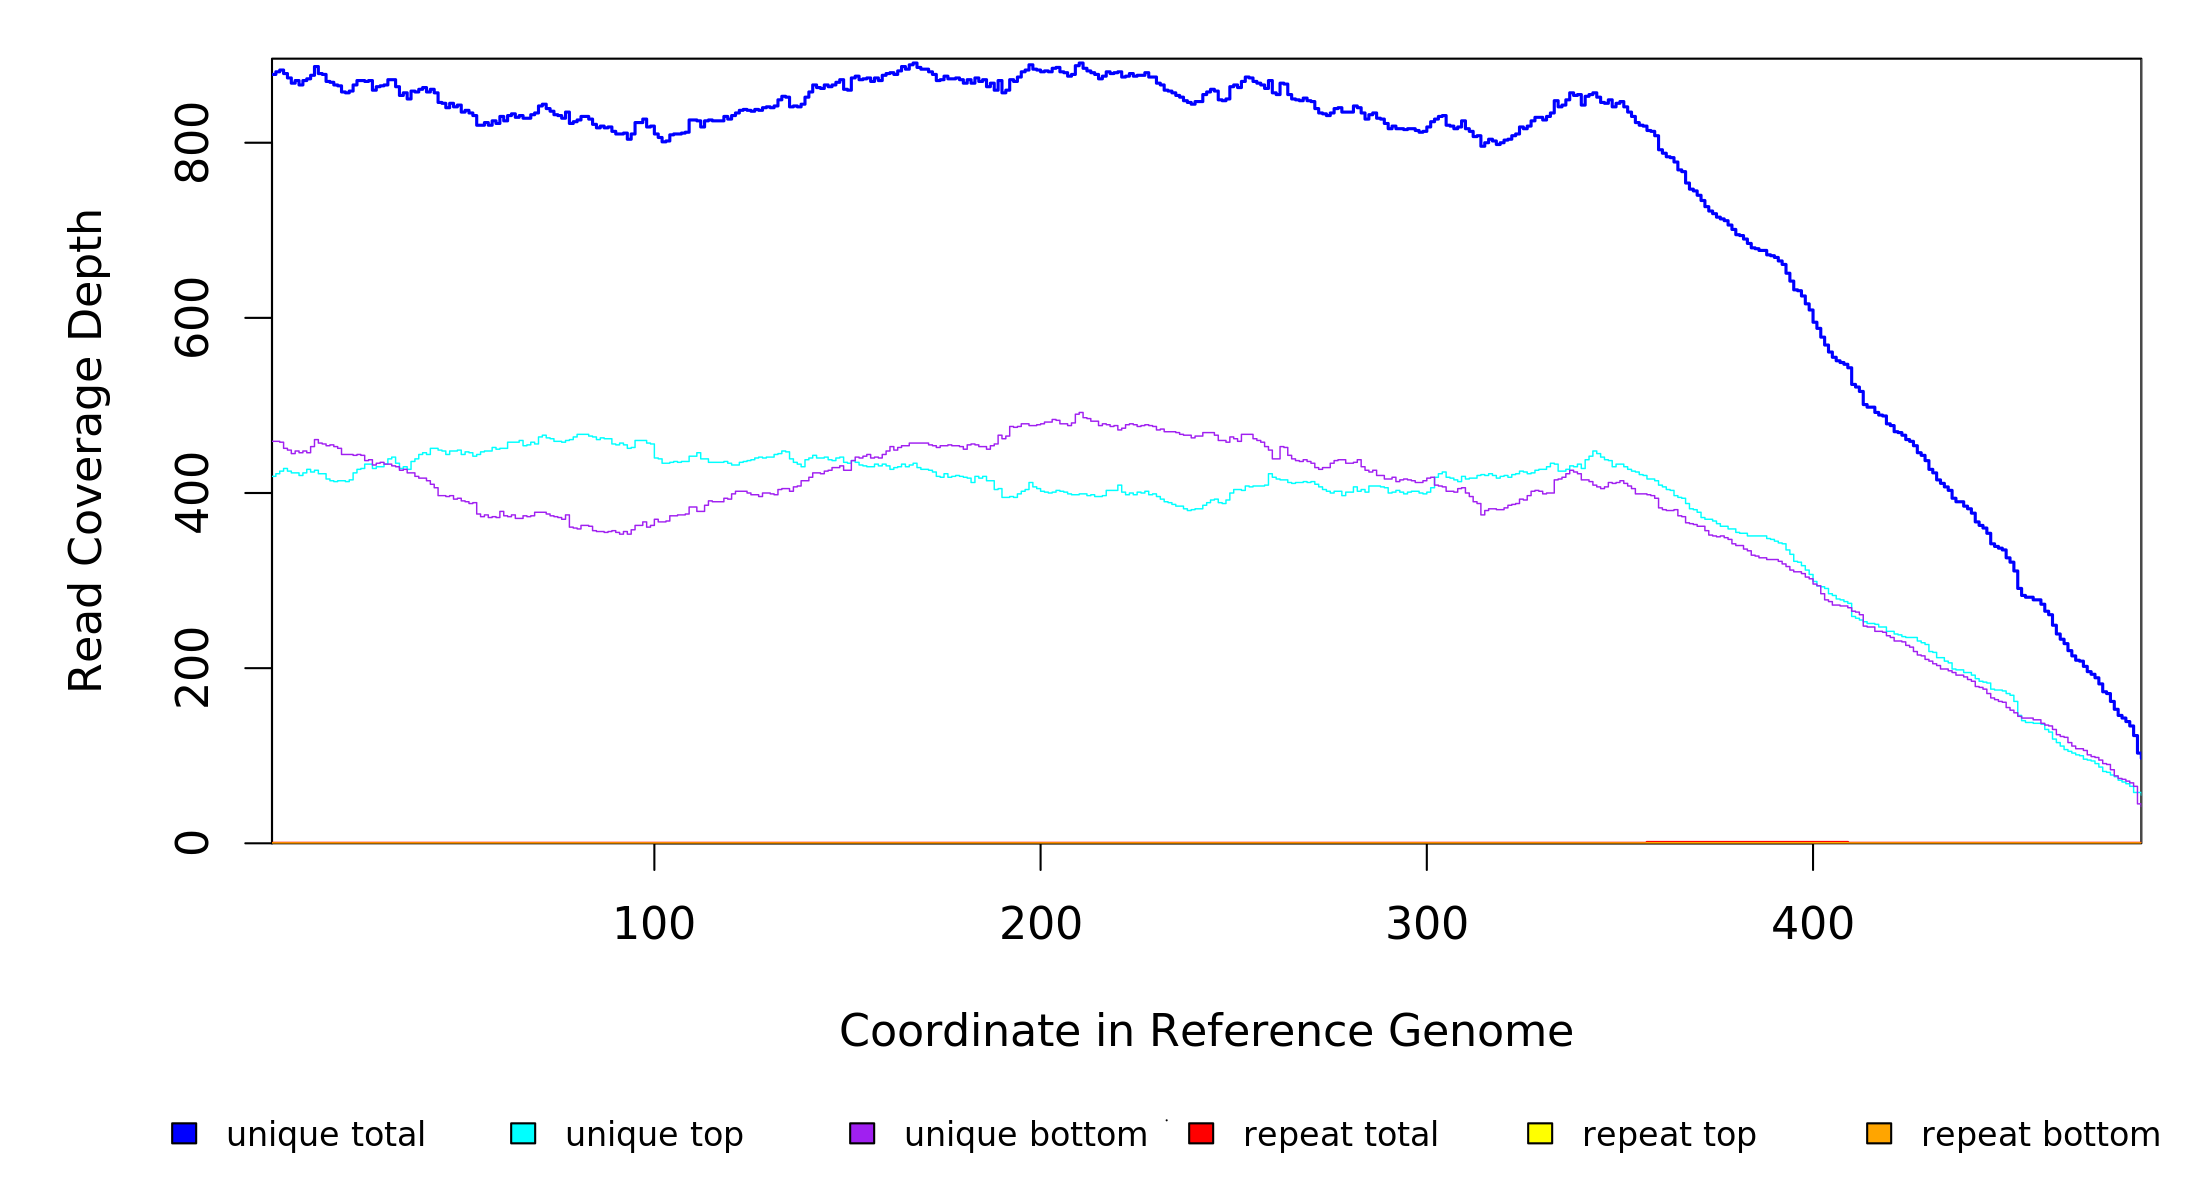 Read Coverage Depth
800
600
400
200
0
100 200 300 400
Coordinate in Reference Genome
unique total unique top unique bottom repeat total repeat top repeat bottom